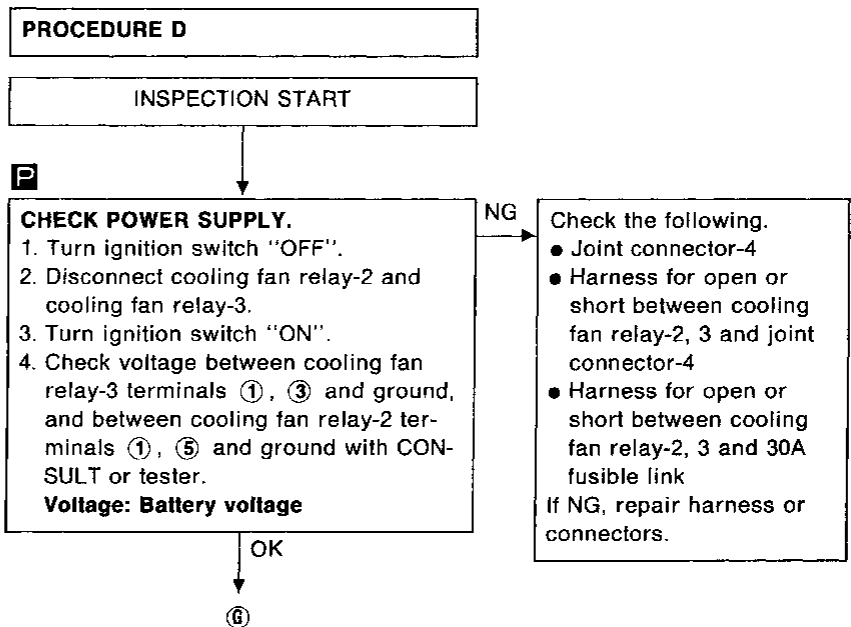 PROCEDURE D
INSPECTION START
P
CHECK POWER SUPPLY.
1. Turn ignition switch "OFF".
2. Disconnect cooling fan relay-2 and
cooling fan relay-3.
3. Turn ignition switch "ON".
4. Check voltage between cooling fan
relay-3 terminals ①, ③ and ground,
and between cooling fan relay-2 ter-
minals ①, ⑤ and ground with CON-
SULT or tester.
Voltage: Battery voltage
NG
Check the following.
● Joint connector-4
● Harness for open or
short between cooling
fan relay-2, 3 and joint
connector-4
● Harness for open or
short between cooling
fan relay-2, 3 and 30A
fusible link
If NG, repair harness or
connectors.
OK
Ⓖ